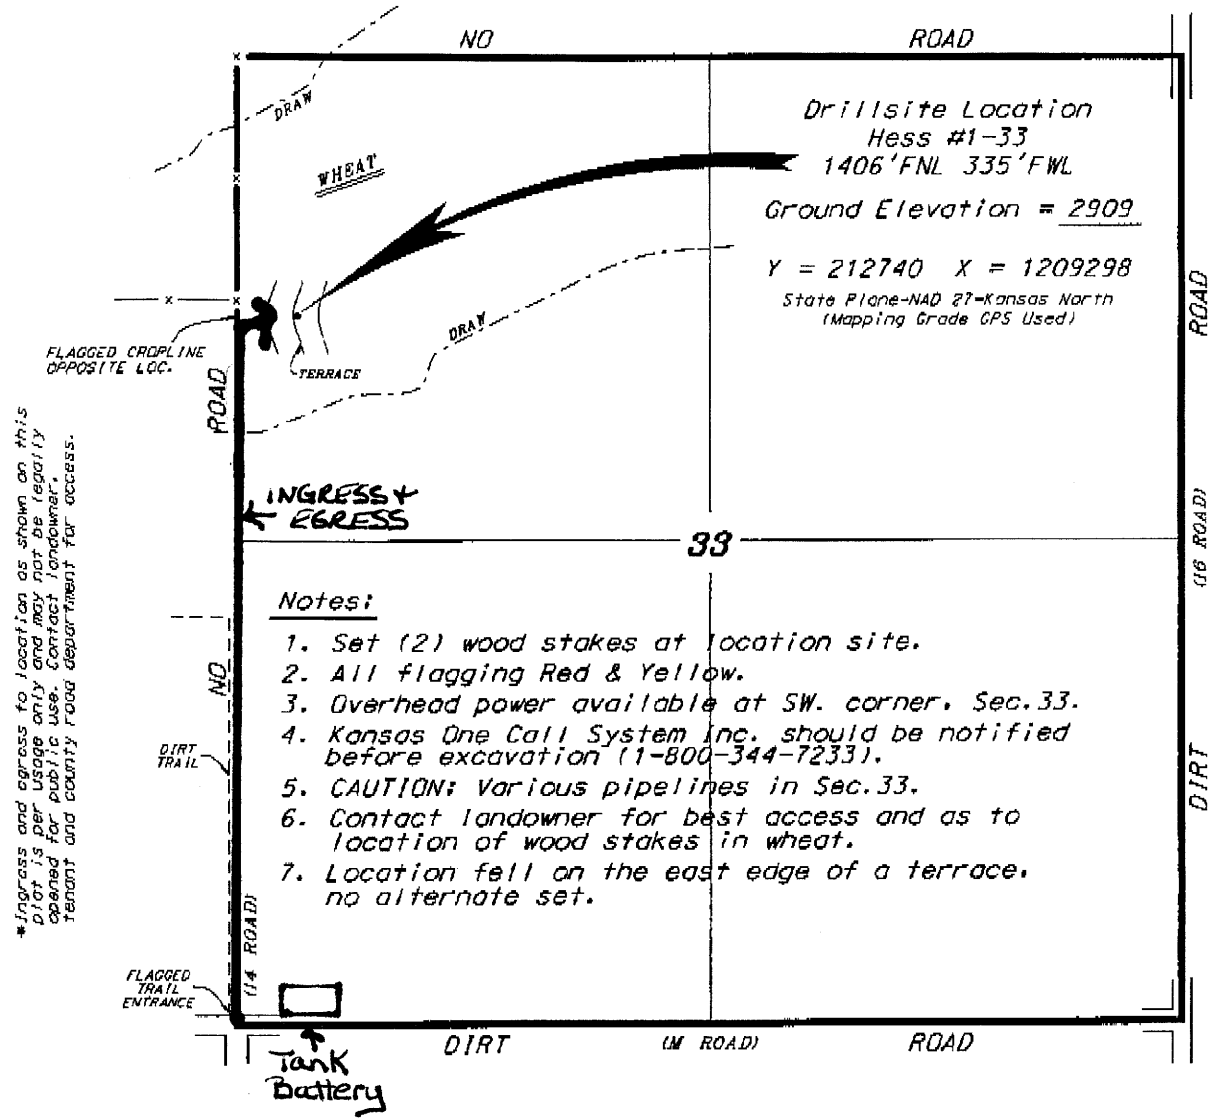 NO ROAD
DRAW
WHEAT
Drillsite Location
Hess #1-33
1406'FNL 335'FWL
Ground Elevation = 2909
Y = 212740 X = 1209298
State Plane-NAD 27-Kansas North
(Mapping Grade GPS Used)
ROAD
FLAGGED CROPLINE
OPPOSITE LOC.
TERRACE
DRAW
ROAD
*Ingress and egress to location as shown on this
plat is per usage only and may not be legally
opened for public use. Contact landowner,
tenant and county road department for access.
INGRESS +
EGRESS
33
(16 ROAD)
Notes:
1. Set (2) wood stakes at location site.
2. All flagging Red & Yellow.
3. Overhead power available at SW. corner, Sec.33.
4. Kansas One Call System Inc. should be notified
before excavation (1-800-344-7233).
5. CAUTION: Various pipelines in Sec.33.
6. Contact landowner for best access and as to
location of wood stakes in wheat.
7. Location fell on the east edge of a terrace,
no alternate set.
NO
DIRT
TRAIL
DIRT
(14 ROAD)
FLAGGED
TRAIL
ENTRANCE
DIRT (M ROAD) ROAD
Tank
Battery